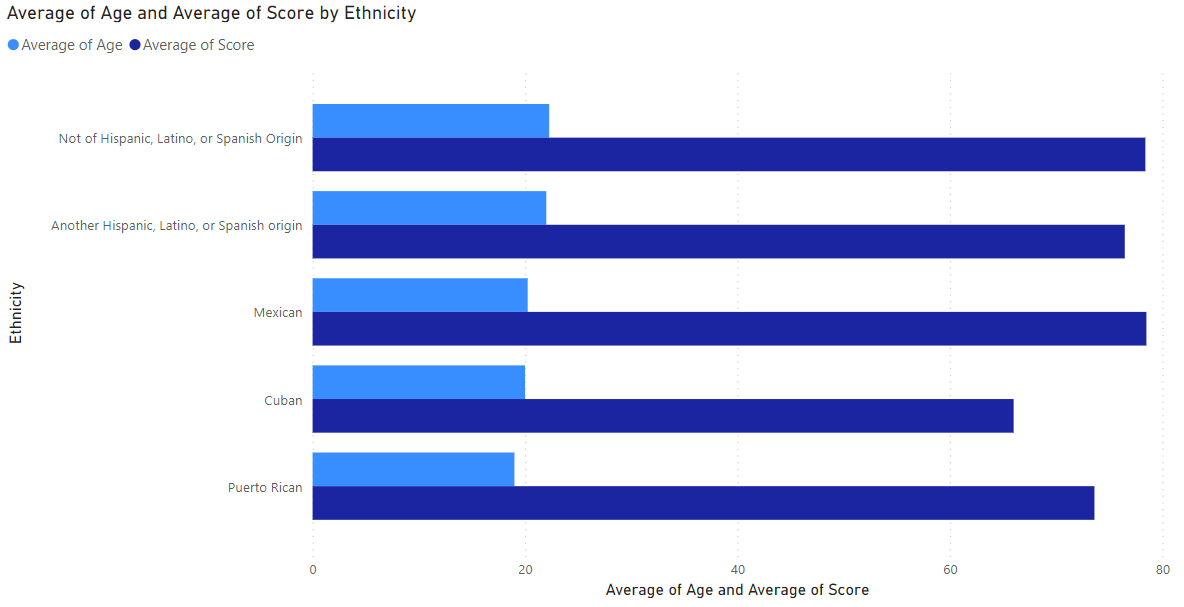 Average of Age and Average of Score by Ethnicity
Average of Age Average of Score
Ethnicity
Not of Hispanic, Latino, or Spanish Origin
Another Hispanic, Latino, or Spanish origin
Mexican
Cuban
Puerto Rican
0 20 40 60 80
Average of Age and Average of Score